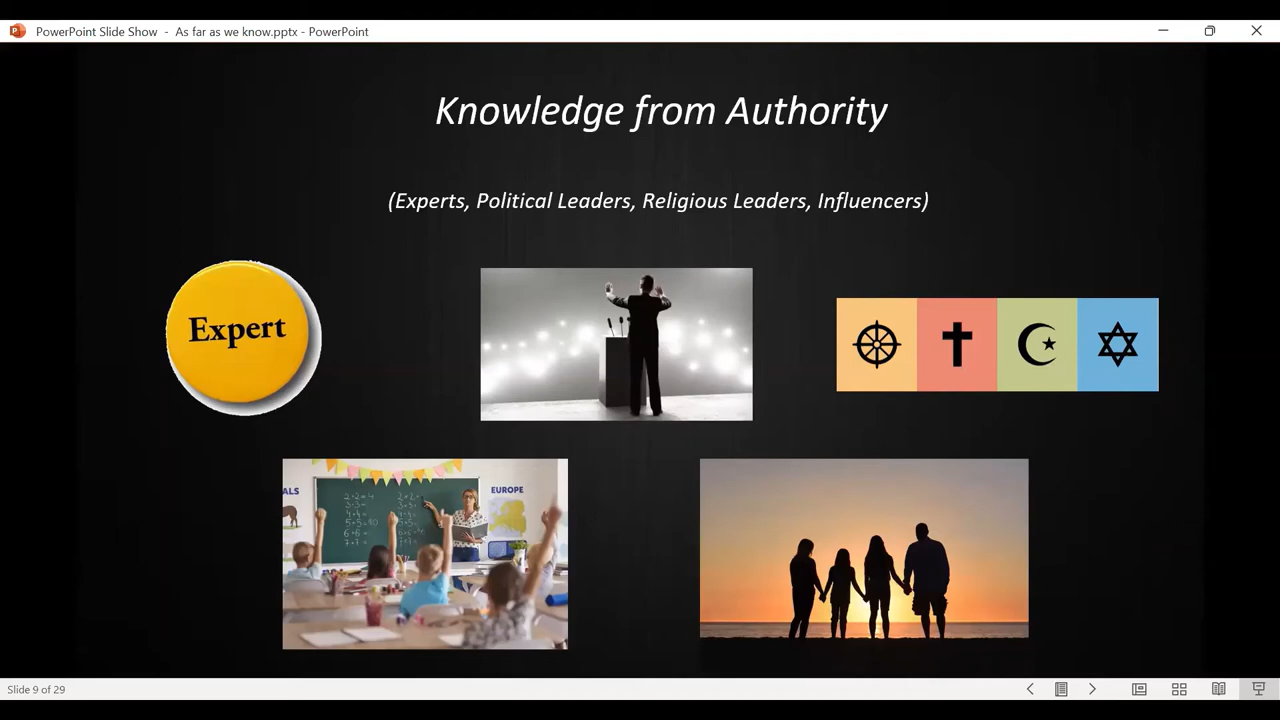 PowerPoint Slide Show - As far as we know.pptx - PowerPoint
Knowledge from Authority
(Experts, Political Leaders, Religious Leaders, Influencers)
Expert
ALS
EUROPE
Slide 9 of 29